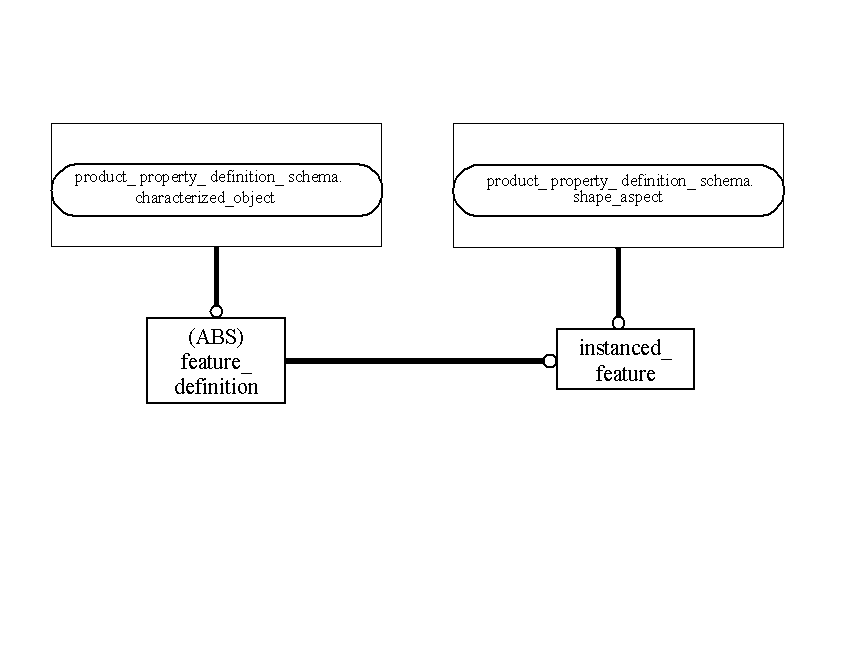 product_ property_ definition_ schema.
characterized_object
product_ property_ definition_ schema.
shape_aspect
(ABS)
feature_
definition
instanced_
feature